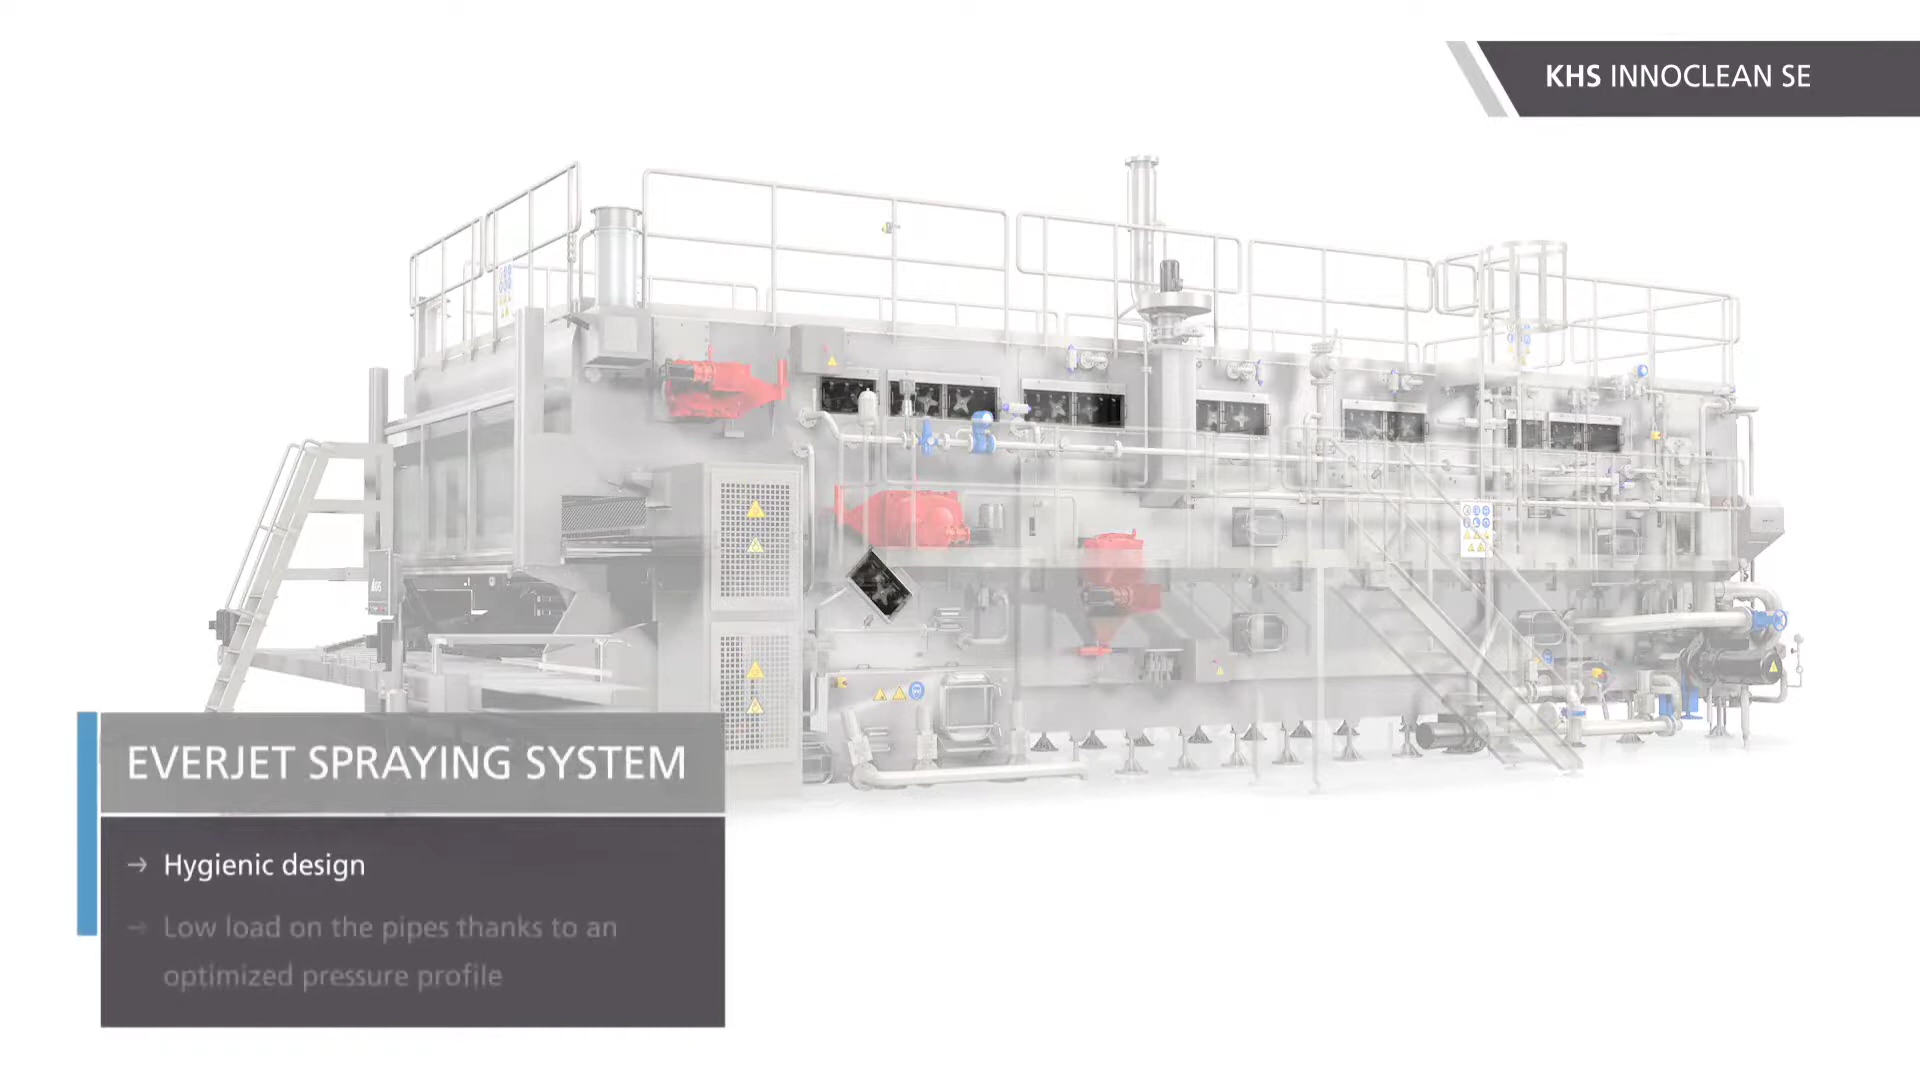 KHS INNOCLEAN SE
EVERJET SPRAYING SYSTEM
→ Hygienic design
→ Low load on the pipes thanks to an
optimized pressure profile